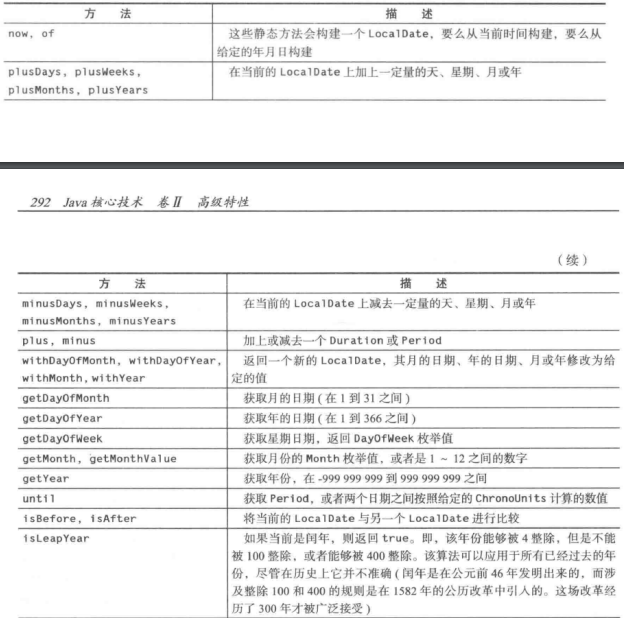 方 法 描 述
now, of 这些静态方法会构建一个 LocalDate，要么从当前时间构建，要么从
给定的年月日构建
plusDays, plusWeeks, 在当前的 LocalDate 上加上一定量的天、星期、月或年
plusMonths, plusYears
292 Java 核心技术 卷Ⅱ 高级特性
（续）
方 法 描 述
minusDays, minusWeeks, 在当前的 LocalDate 上减去一定量的天、星期、月或年
minusMonths, minusYears
plus, minus 加上或减去一个 Duration 或 Period
withDayOfMonth, withDayOfYear, 返回一个新的 LocalDate，其月的日期、年的日期、月或年修改为给
withMonth, withYear 定的值
getDayOfMonth 获取月的日期 ( 在 1 到 31 之间 )
getDayOfYear 获取年的日期 ( 在 1 到 366 之间 )
getDayOfWeek 获取星期日期，返回 DayOfWeek 枚举值
getMonth, getMonthValue 获取月份的 Month 枚举值，或者是 1 ~ 12 之间的数字
getYear 获取年份，在 -999 999 999 到 999 999 999 之间
until 获取 Period，或者两个日期之间按照给定的 ChronoUnits 计算的数值
isBefore, isAfter 将当前的 LocalDate 与另一个 LocalDate 进行比较
isLeapYear 如果当前是闰年，则返回 true。即，该年份能够被 4 整除，但是不能
被 100 整除，或者能够被 400 整除。该算法可以应用于所有已经过去的年
份，尽管在历史上它并不准确 ( 闰年是在公元前 46 年发明出来的，而涉
及整除 100 和 400 的规则是在 1582 年的公历改革中引入的。这场改革经
历了 300 年才被广泛接受 )